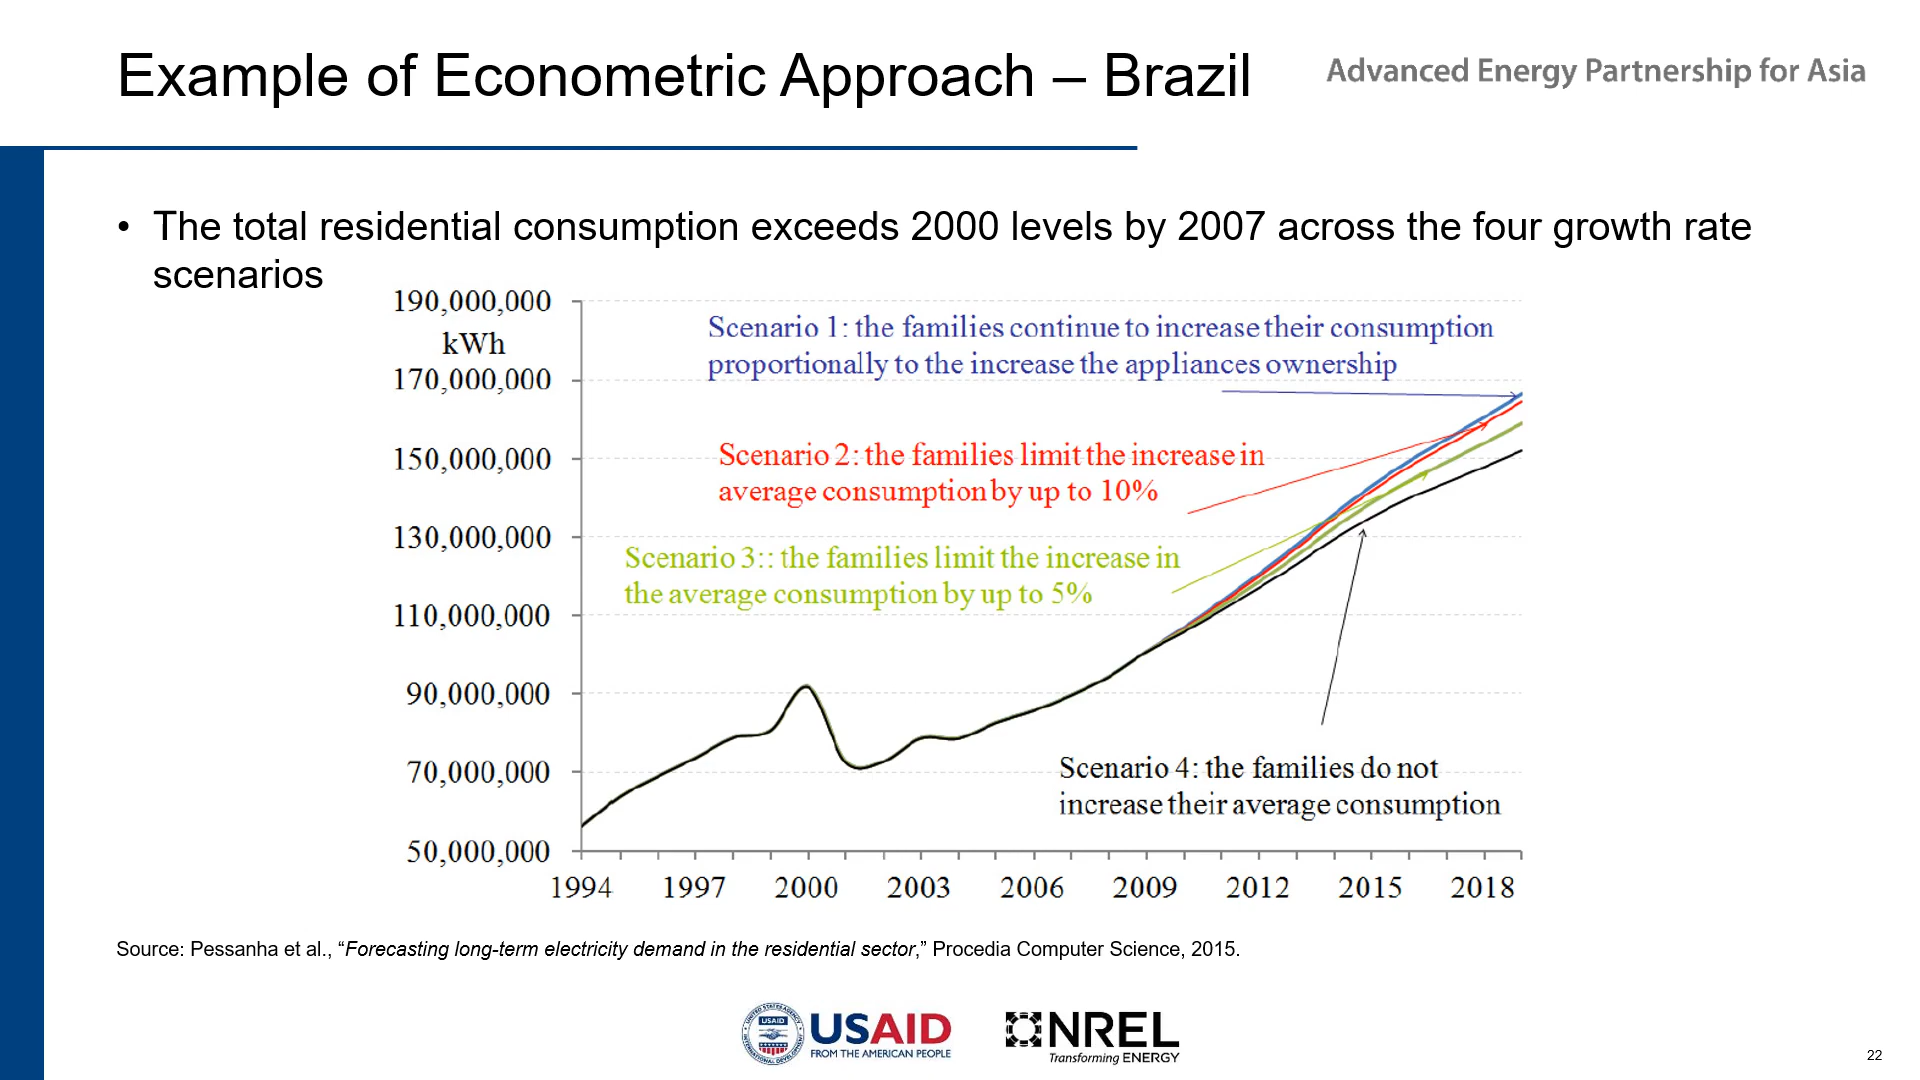 Example of Econometric Approach – Brazil
Advanced Energy Partnership for Asia
• The total residential consumption exceeds 2000 levels by 2007 across the four growth rate
scenarios
190,000,000
kWh
170,000,000
150,000,000
130,000,000
110,000,000
90,000,000
70,000,000
50,000,000
Scenario 1: the families continue to increase their consumption
proportionally to the increase the appliances ownership
Scenario 2: the families limit the increase in
average consumption by up to 10%
Scenario 3:: the families limit the increase in
the average consumption by up to 5%
Scenario 4: the families do not
increase their average consumption
1994 1997 2000 2003 2006 2009 2012 2015 2018
Source: Pessanha et al., “Forecasting long-term electricity demand in the residential sector,” Procedia Computer Science, 2015.
UNITED STATES AGENCY
USAID
INTERNATIONAL DEVELOPMENT
USAID
FROM THE AMERICAN PEOPLE
NREL
Transforming ENERGY
22